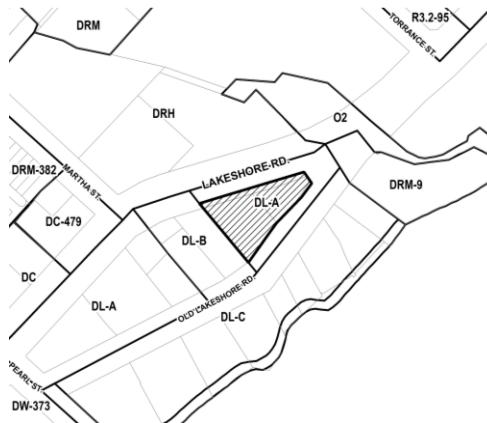 DRM
R3.2-95
TORRANCE ST.
DRH
O2
LAKESHORE RD.
DRM-382
MARTHA ST.
DRM-9
DL-A
DC-479
DL-B
DC
DL-A
OLD LAKESHORE RD.
DL-C
PEARL ST.
DW-373